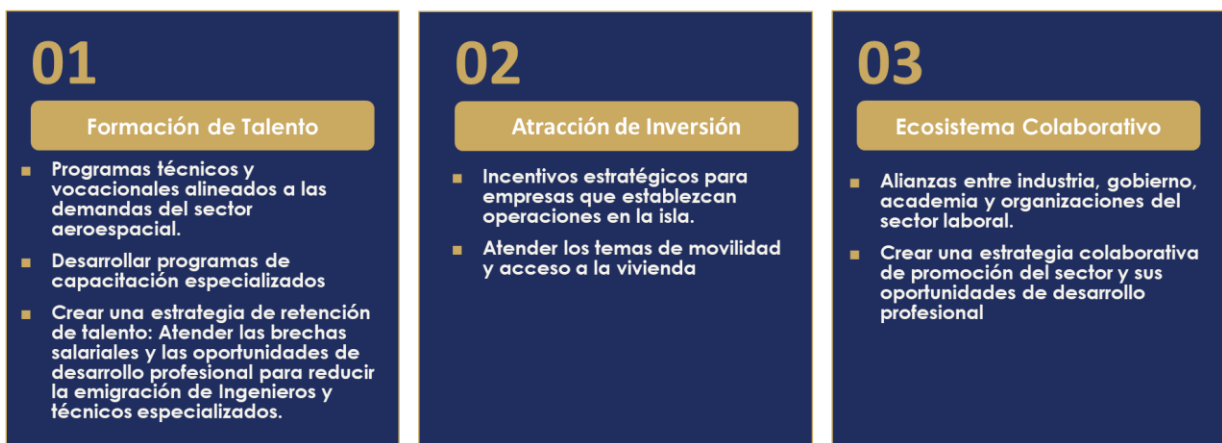 01
Formación de Talento
■ Programas técnicos y
vocacionales alineados a las
demandas del sector
aeroespacial.
■ Desarrollar programas de
capacitación especializados
■ Crear una estrategia de retención
de talento: Atender las brechas
salariales y las oportunidades de
desarrollo profesional para reducir
la emigración de Ingenieros y
técnicos especializados.
02
Atracción de Inversión
■ Incentivos estratégicos para
empresas que establezcan
operaciones en la isla.
■ Atender los temas de movilidad
y acceso a la vivienda
03
Ecosistema Colaborativo
■ Alianzas entre industria, gobierno,
academia y organizaciones del
sector laboral.
■ Crear una estrategia colaborativa
de promoción del sector y sus
oportunidades de desarrollo
profesional